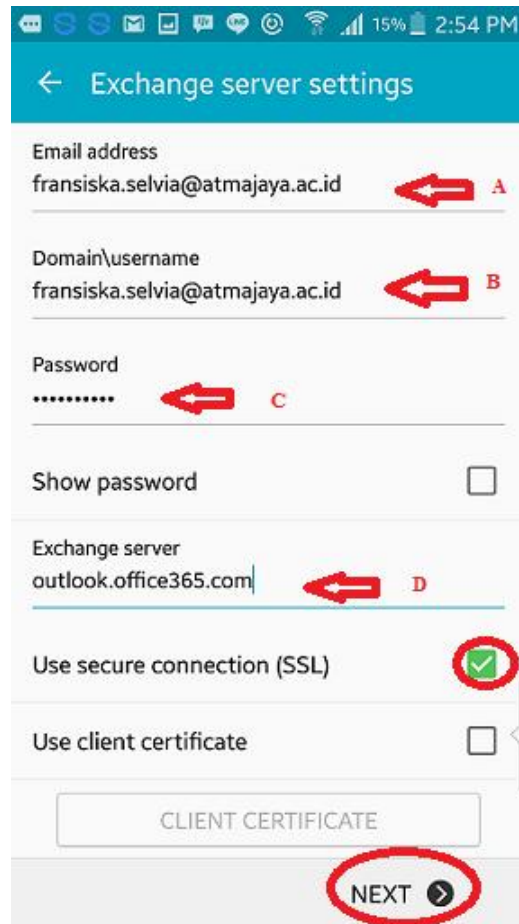 15% 2:54 PM
Exchange server settings
Email address
fransiska.selvia@atmajaya.ac.id A
Domain\username
fransiska.selvia@atmajaya.ac.id B
Password
•••••••••• C
Show password
Exchange server
outlook.office365.com D
Use secure connection (SSL)
Use client certificate
CLIENT CERTIFICATE
NEXT